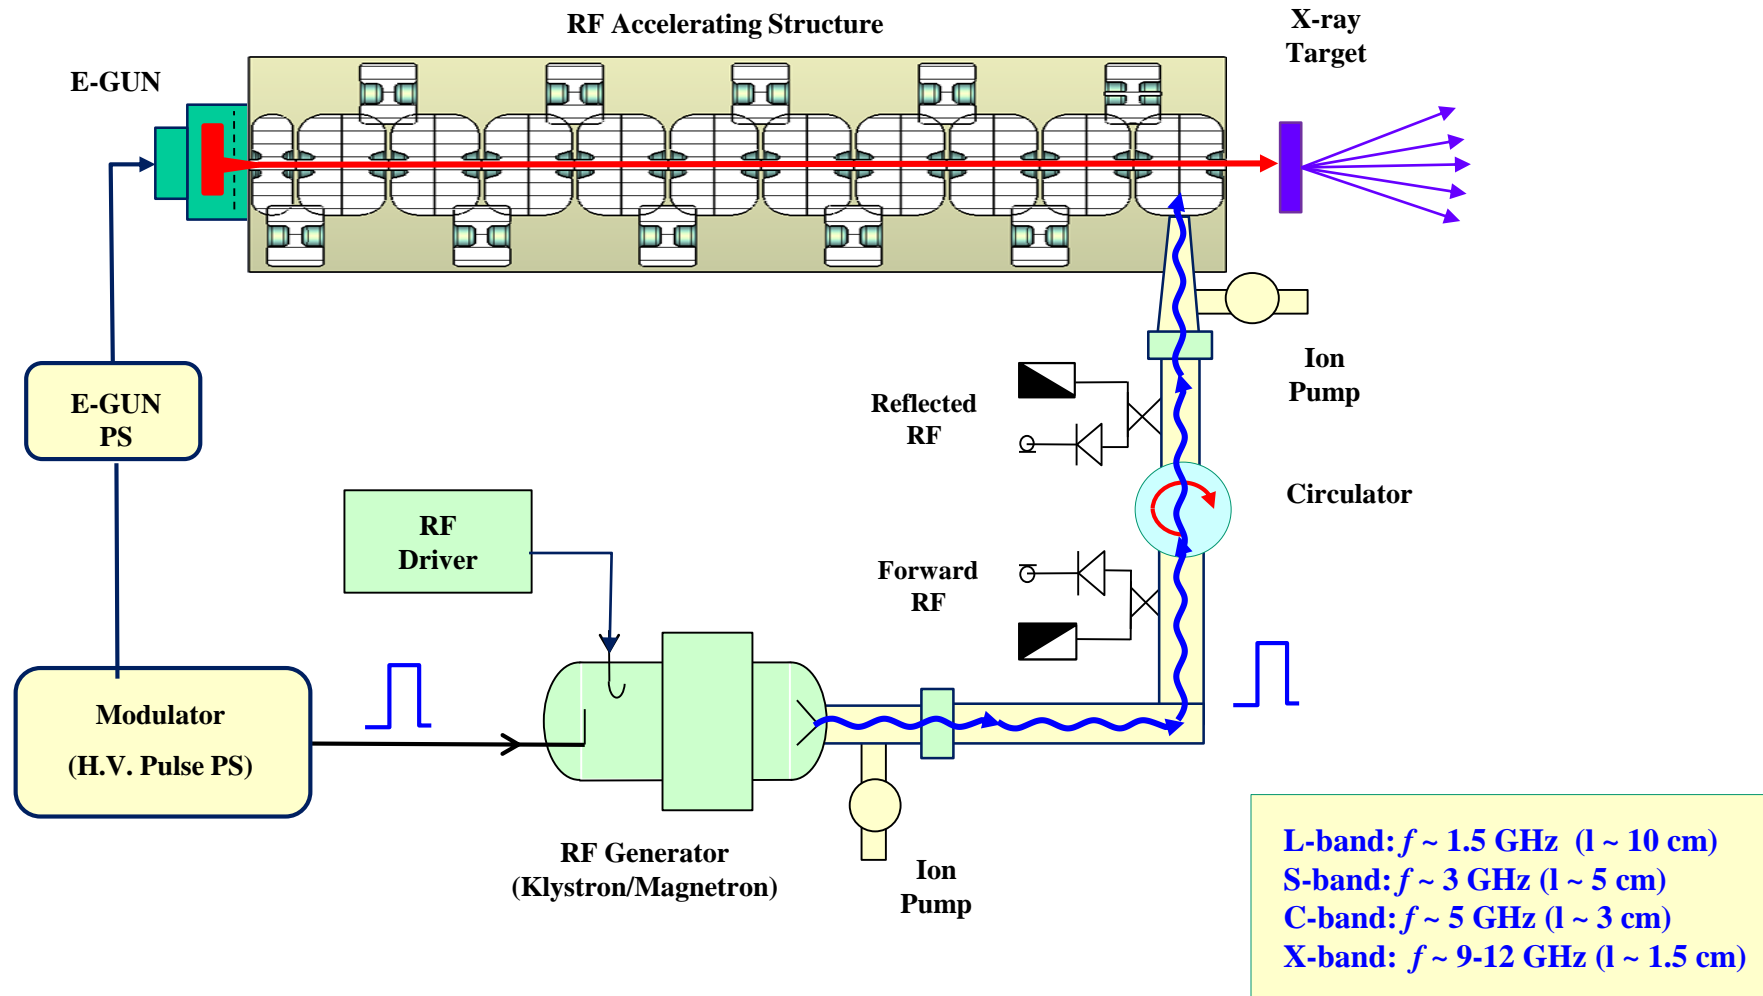 RF Accelerating Structure
X-ray
Target
E-GUN
Ion
Pump
E-GUN
PS
Reflected
RF
Circulator
RF
Driver
Forward
RF
Modulator
(H.V. Pulse PS)
RF Generator
(Klystron/Magnetron)
Ion
Pump
L-band: f ~ 1.5 GHz (l ~ 10 cm)
S-band: f ~ 3 GHz (l ~ 5 cm)
C-band: f ~ 5 GHz (l ~ 3 cm)
X-band: f ~ 9-12 GHz (l ~ 1.5 cm)